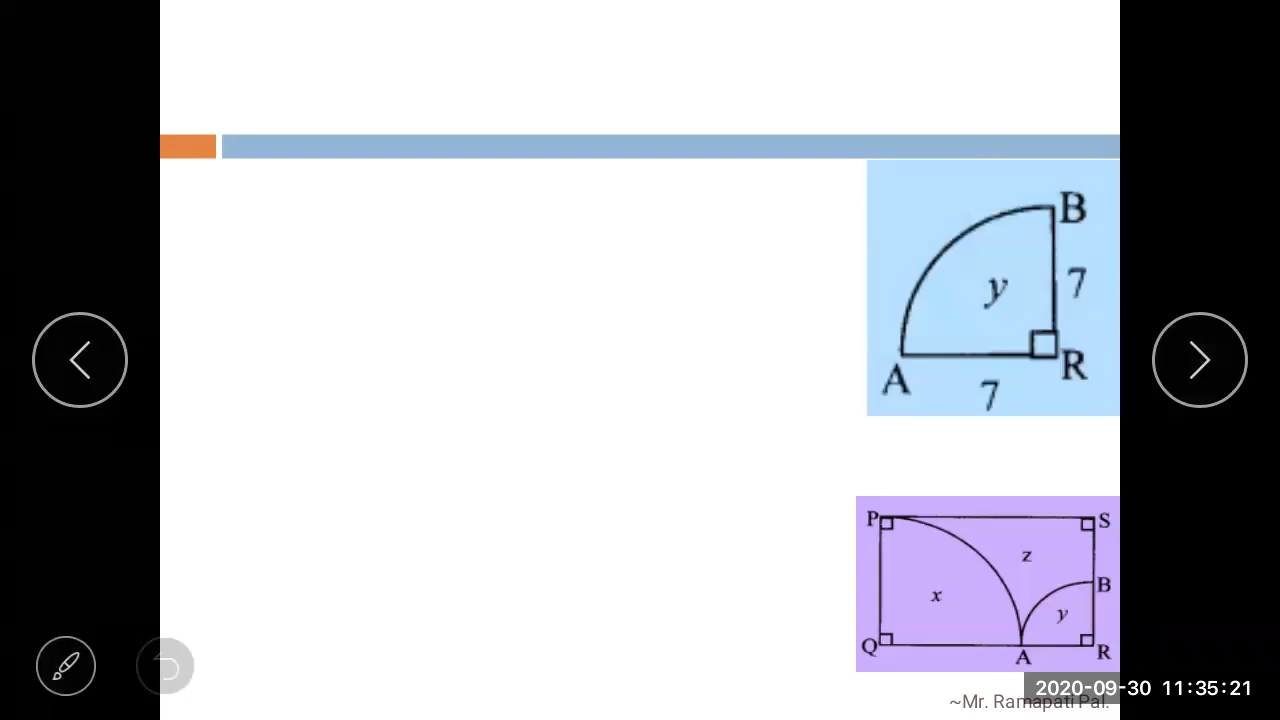 B
y
7
A
R
7
P
S
z
x
B
y
Q
A
R
2020-09-30 11:35:21
~Mr. Ramapati Pal.